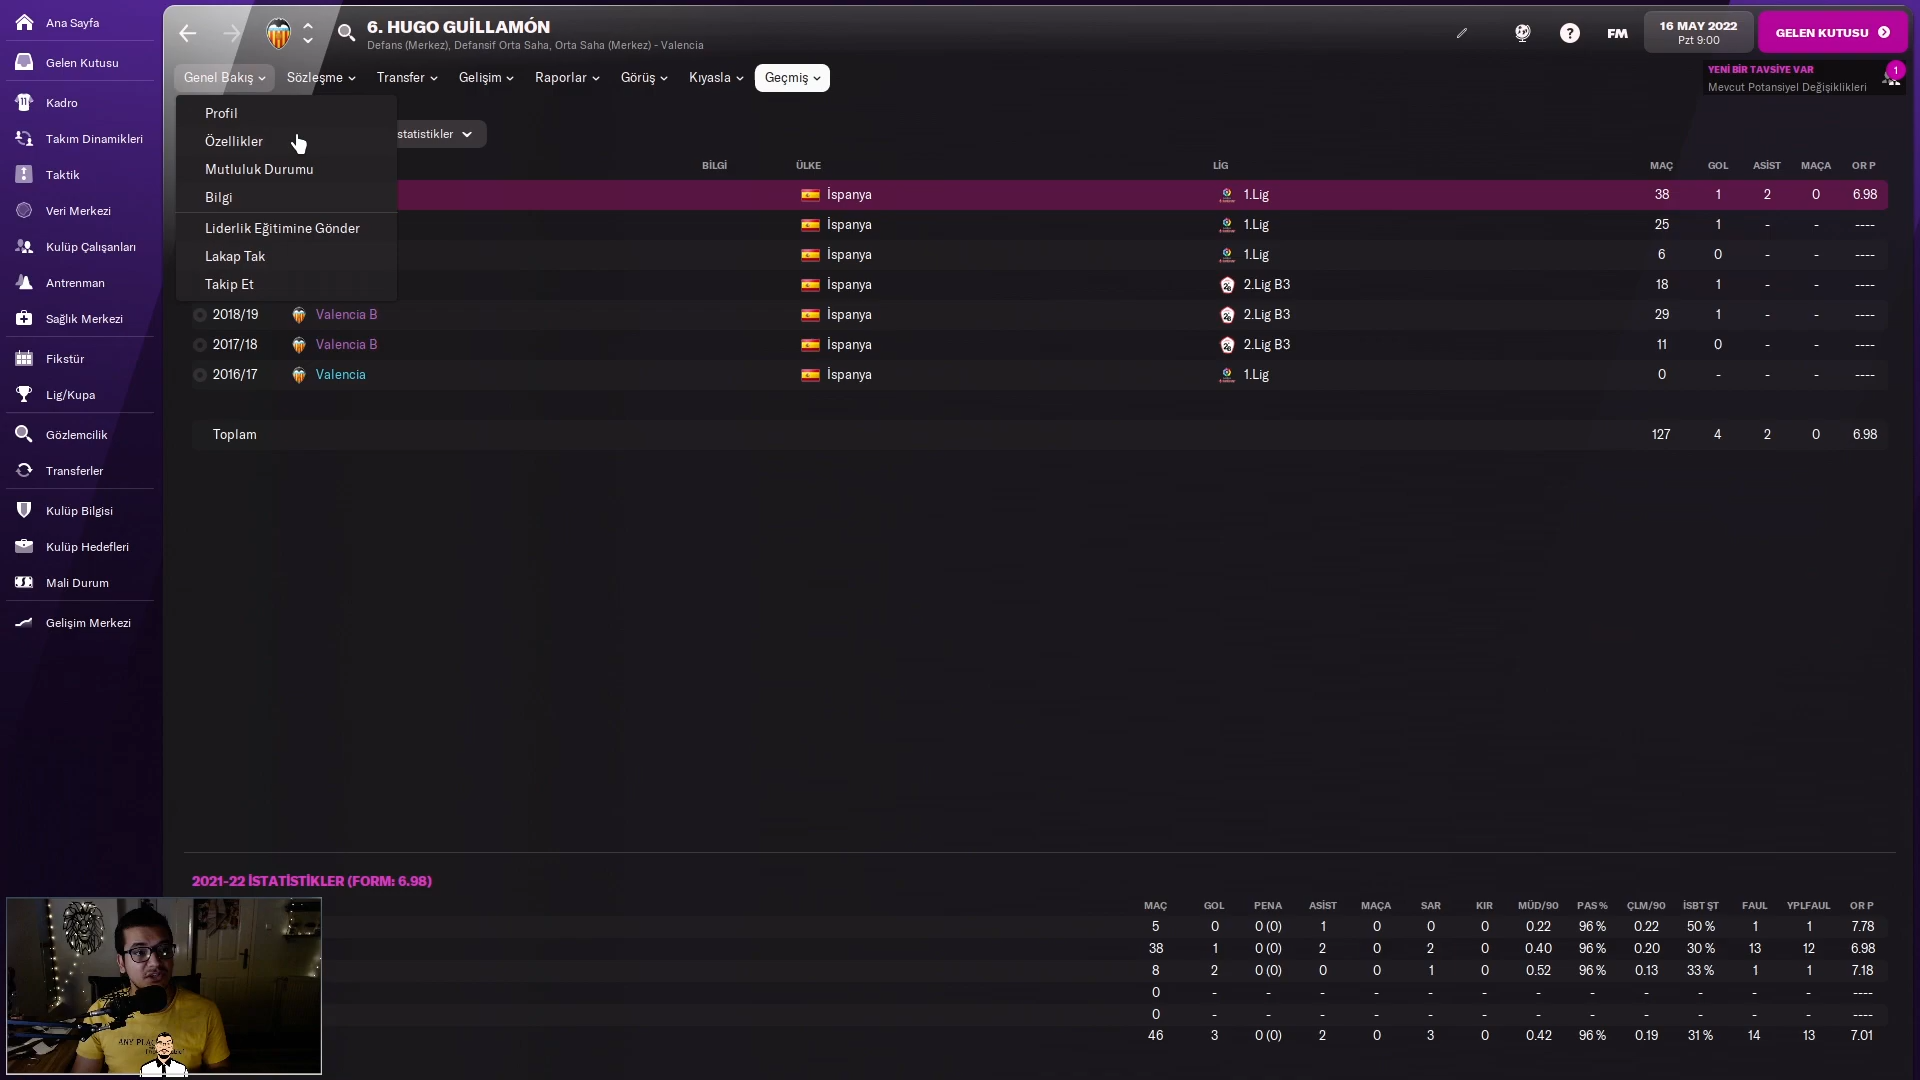 Ana Sayfa
Gelen Kutusu
Kadro
Takım Dinamikleri
Taktik
Veri Merkezi
Kulüp Çalışanları
Antrenman
Sağlık Merkezi
Fikstür
Lig/Kupa
Gözlemcilik
Transferler
Kulüp Bilgisi
Kulüp Hedefleri
Mali Durum
Gelişim Merkezi
6. HUGO GUİLLAMÓN
Defans (Merkez), Defansif Orta Saha, Orta Saha (Merkez) - Valencia
FM
16 MAY 2022
Pzt 9:00
GELEN KUTUSU
Genel Bakış Sözleşme Transfer Gelişim Raporlar Görüş Kıyasla Geçmiş
YENİ BİR TAVSİYE VAR
Mevcut Potansiyel Değişiklikleri
1
Profil
Özellikler
Mutluluk Durumu
Bilgi
Liderlik Eğitimine Gönder
Lakap Tak
Takip Et
statistikler
BİLGİ ÜLKE LİG MAÇ GOL ASİST MAÇA OR P
İspanya 1.Lig 38 1 2 0 6.98
İspanya 1.Lig 25 1 - - ----
İspanya 1.Lig 6 0 - - ----
İspanya 2.Lig B3 18 1 - - ----
2018/19 Valencia B İspanya 2.Lig B3 29 1 - - ----
2017/18 Valencia B İspanya 2.Lig B3 11 0 - - ----
2016/17 Valencia İspanya 1.Lig 0 - - - ----
Toplam 127 4 2 0 6.98
2021-22 İSTATİSTİKLER (FORM: 6.98)
MAÇ GOL PENA ASİST MAÇA SAR KIR MÜD/90 PAS % ÇLM/90 İSBT ŞT FAUL YPLFAUL OR P
5 0 0 (0) 1 0 0 0 0.22 96 % 0.22 50 % 1 1 7.78
38 1 0 (0) 2 0 2 0 0.40 96 % 0.20 30 % 13 12 6.98
8 2 0 (0) 0 0 1 0 0.52 96 % 0.13 33 % 1 1 7.18
0 - - - - - - - - - - - - ----
0 - - - - - - - - - - - - ----
46 3 0 (0) 2 0 3 0 0.42 96 % 0.19 31 % 14 13 7.01